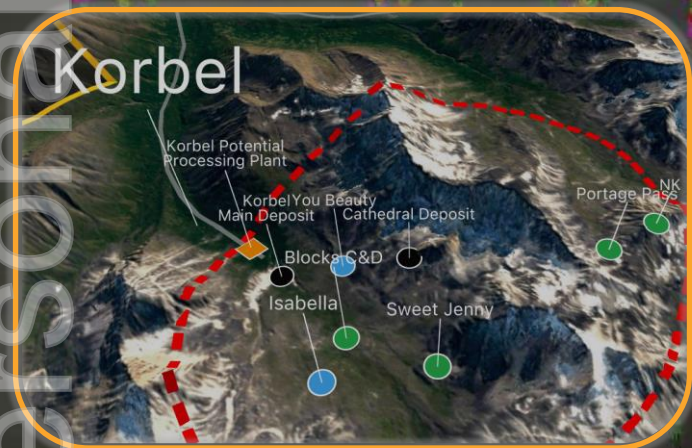 Korbel
Korbel Potential
Processing Plant
Korbel
Main Deposit
You Beauty
Cathedral Deposit
Blocks C&D
Isabella
Sweet Jenny
Portage Pass
NK